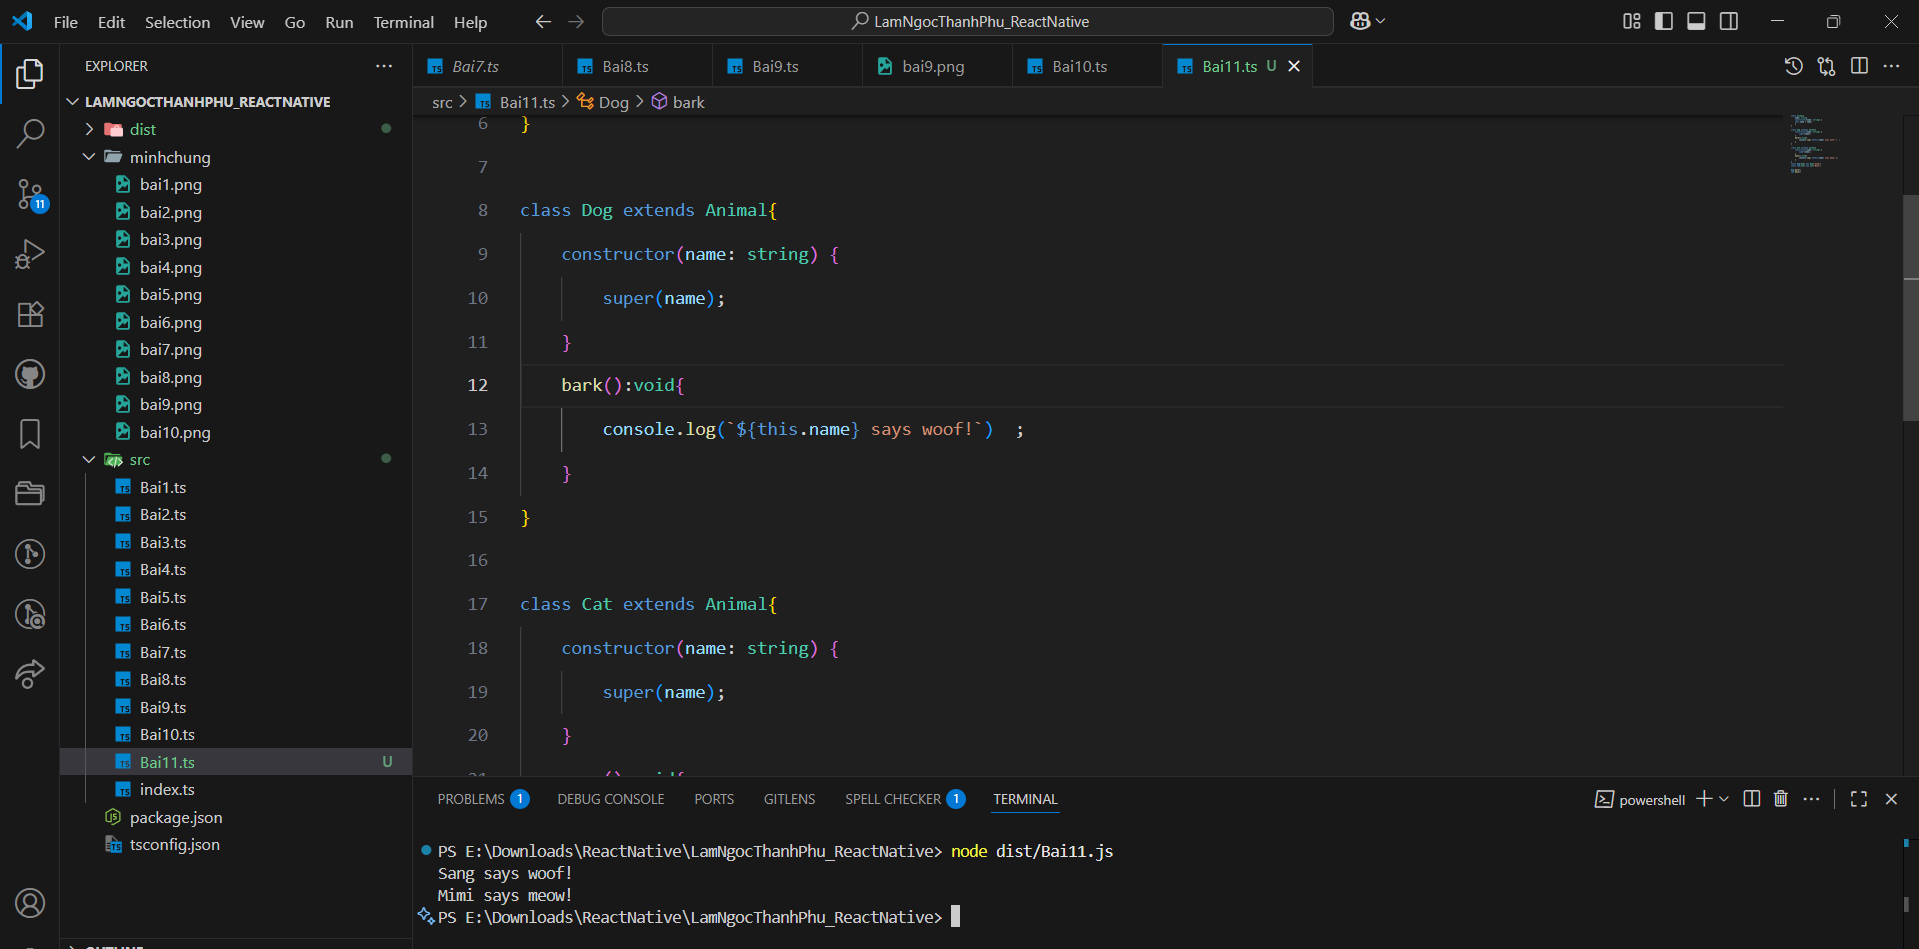 File Edit Selection View Go Run Terminal Help
LamNgocThanhPhu_ReactNative
EXPLORER
LAMNGOCTHANHPHU_REACTNATIVE
dist
minhchung
bai1.png
bai2.png
bai3.png
bai4.png
bai5.png
bai6.png
bai7.png
bai8.png
bai9.png
bai10.png
src
Bai1.ts
Bai2.ts
Bai3.ts
Bai4.ts
Bai5.ts
Bai6.ts
Bai7.ts
Bai8.ts
Bai9.ts
Bai10.ts
Bai11.ts U
index.ts
package.json
tsconfig.json
11
Bai7.ts Bai8.ts Bai9.ts bai9.png Bai10.ts Bai11.ts U
src > Bai11.ts > Dog > bark
6 }
7
8 class Dog extends Animal{
9 constructor(name: string) {
10 super(name);
11 }
12 bark():void{
13 console.log(`${this.name} says woof!`)  ;
14 }
15 }
16
17 class Cat extends Animal{
18 constructor(name: string) {
19 super(name);
20 }
PROBLEMS 1 DEBUG CONSOLE PORTS GITLENS SPELL CHECKER 1 TERMINAL
powershell
PS E:\Downloads\ReactNative\LamNgocThanhPhu_ReactNative> node dist/Bai11.js
Sang says woof!
Mimi says meow!
PS E:\Downloads\ReactNative\LamNgocThanhPhu_ReactNative>